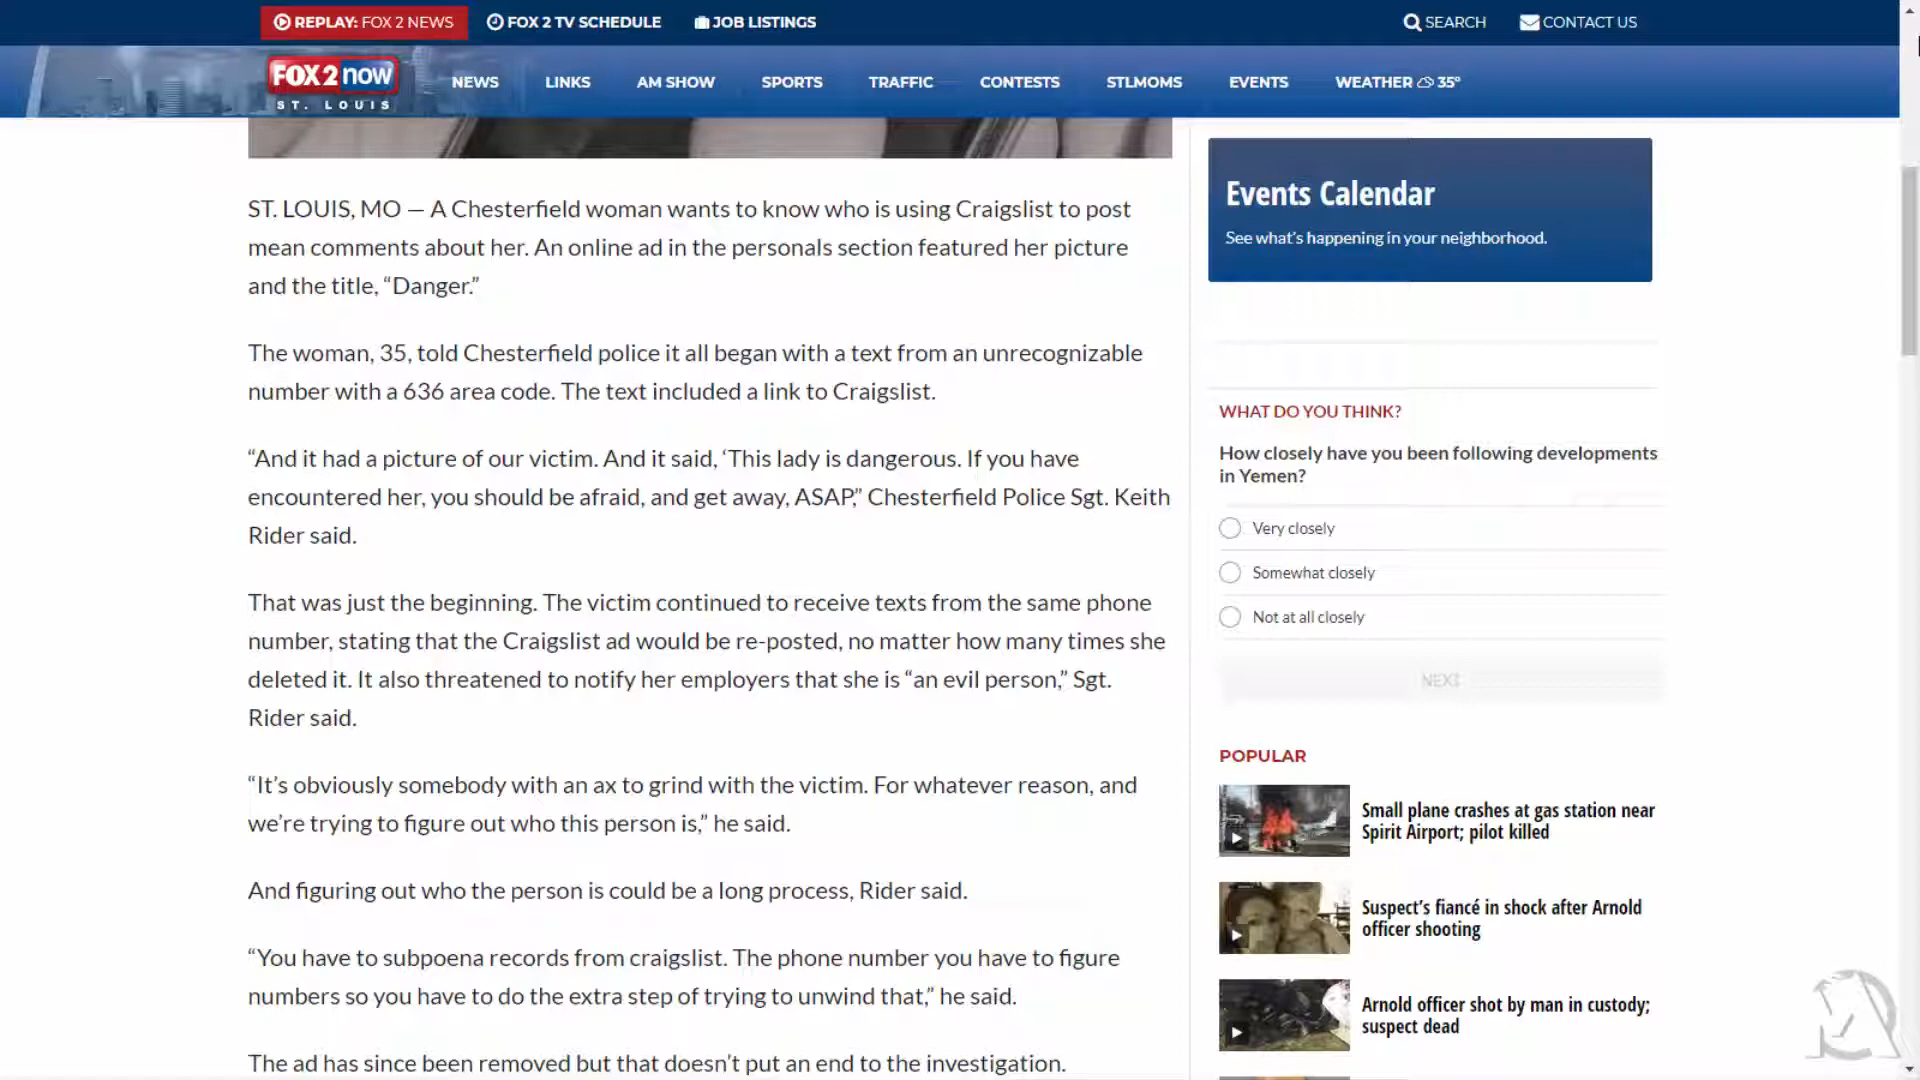 REPLAY: FOX 2 NEWS
FOX 2 TV SCHEDULE
JOB LISTINGS
SEARCH
CONTACT US
FOX 2 now
ST. LOUIS
NEWS
LINKS
AM SHOW
SPORTS
TRAFFIC
CONTESTS
STLMOMS
EVENTS
WEATHER 35°
ST. LOUIS, MO — A Chesterfield woman wants to know who is using Craigslist to post
mean comments about her. An online ad in the personals section featured her picture
and the title, “Danger.”
The woman, 35, told Chesterfield police it all began with a text from an unrecognizable
number with a 636 area code. The text included a link to Craigslist.
“And it had a picture of our victim. And it said, ‘This lady is dangerous. If you have
encountered her, you should be afraid, and get away, ASAP,” Chesterfield Police Sgt. Keith
Rider said.
That was just the beginning. The victim continued to receive texts from the same phone
number, stating that the Craigslist ad would be re-posted, no matter how many times she
deleted it. It also threatened to notify her employers that she is “an evil person,” Sgt.
Rider said.
“It’s obviously somebody with an ax to grind with the victim. For whatever reason, and
we’re trying to figure out who this person is,” he said.
And figuring out who the person is could be a long process, Rider said.
“You have to subpoena records from craigslist. The phone number you have to figure
numbers so you have to do the extra step of trying to unwind that,” he said.
The ad has since been removed but that doesn’t put an end to the investigation.
Events Calendar
See what’s happening in your neighborhood.
WHAT DO YOU THINK?
How closely have you been following developments
in Yemen?
Very closely
Somewhat closely
Not at all closely
NEXT
POPULAR
Small plane crashes at gas station near
Spirit Airport; pilot killed
Suspect’s fiancé in shock after Arnold
officer shooting
Arnold officer shot by man in custody;
suspect dead